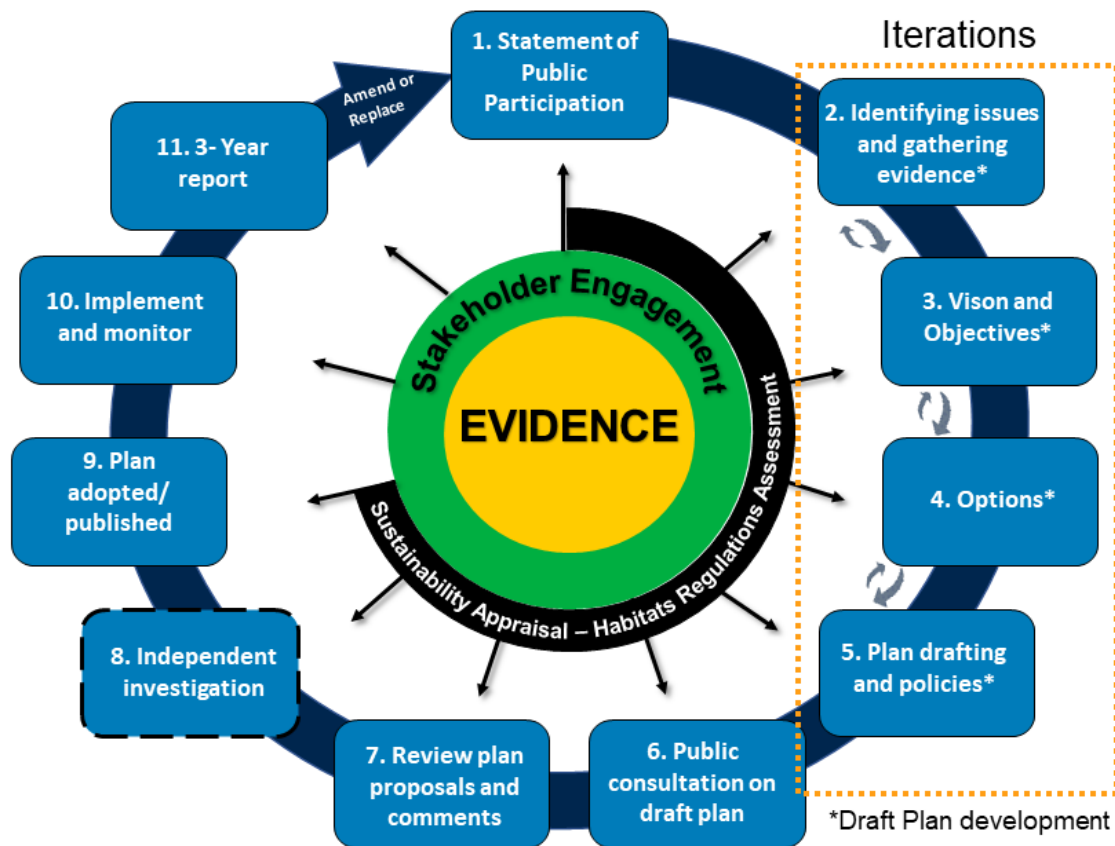 Iterations
1. Statement of
Public
Participation
2. Identifying issues
and gathering
evidence*
3. Vison and
Objectives*
4. Options*
5. Plan drafting
and policies*
*Draft Plan development
6. Public
consultation on
draft plan
7. Review plan
proposals and
comments
8. Independent
investigation
9. Plan
adopted/
published
10. Implement
and monitor
11. 3- Year
report
Amend or
Replace
Stakeholder Engagement
EVIDENCE
Sustainability Appraisal – Habitats Regulations Assessment